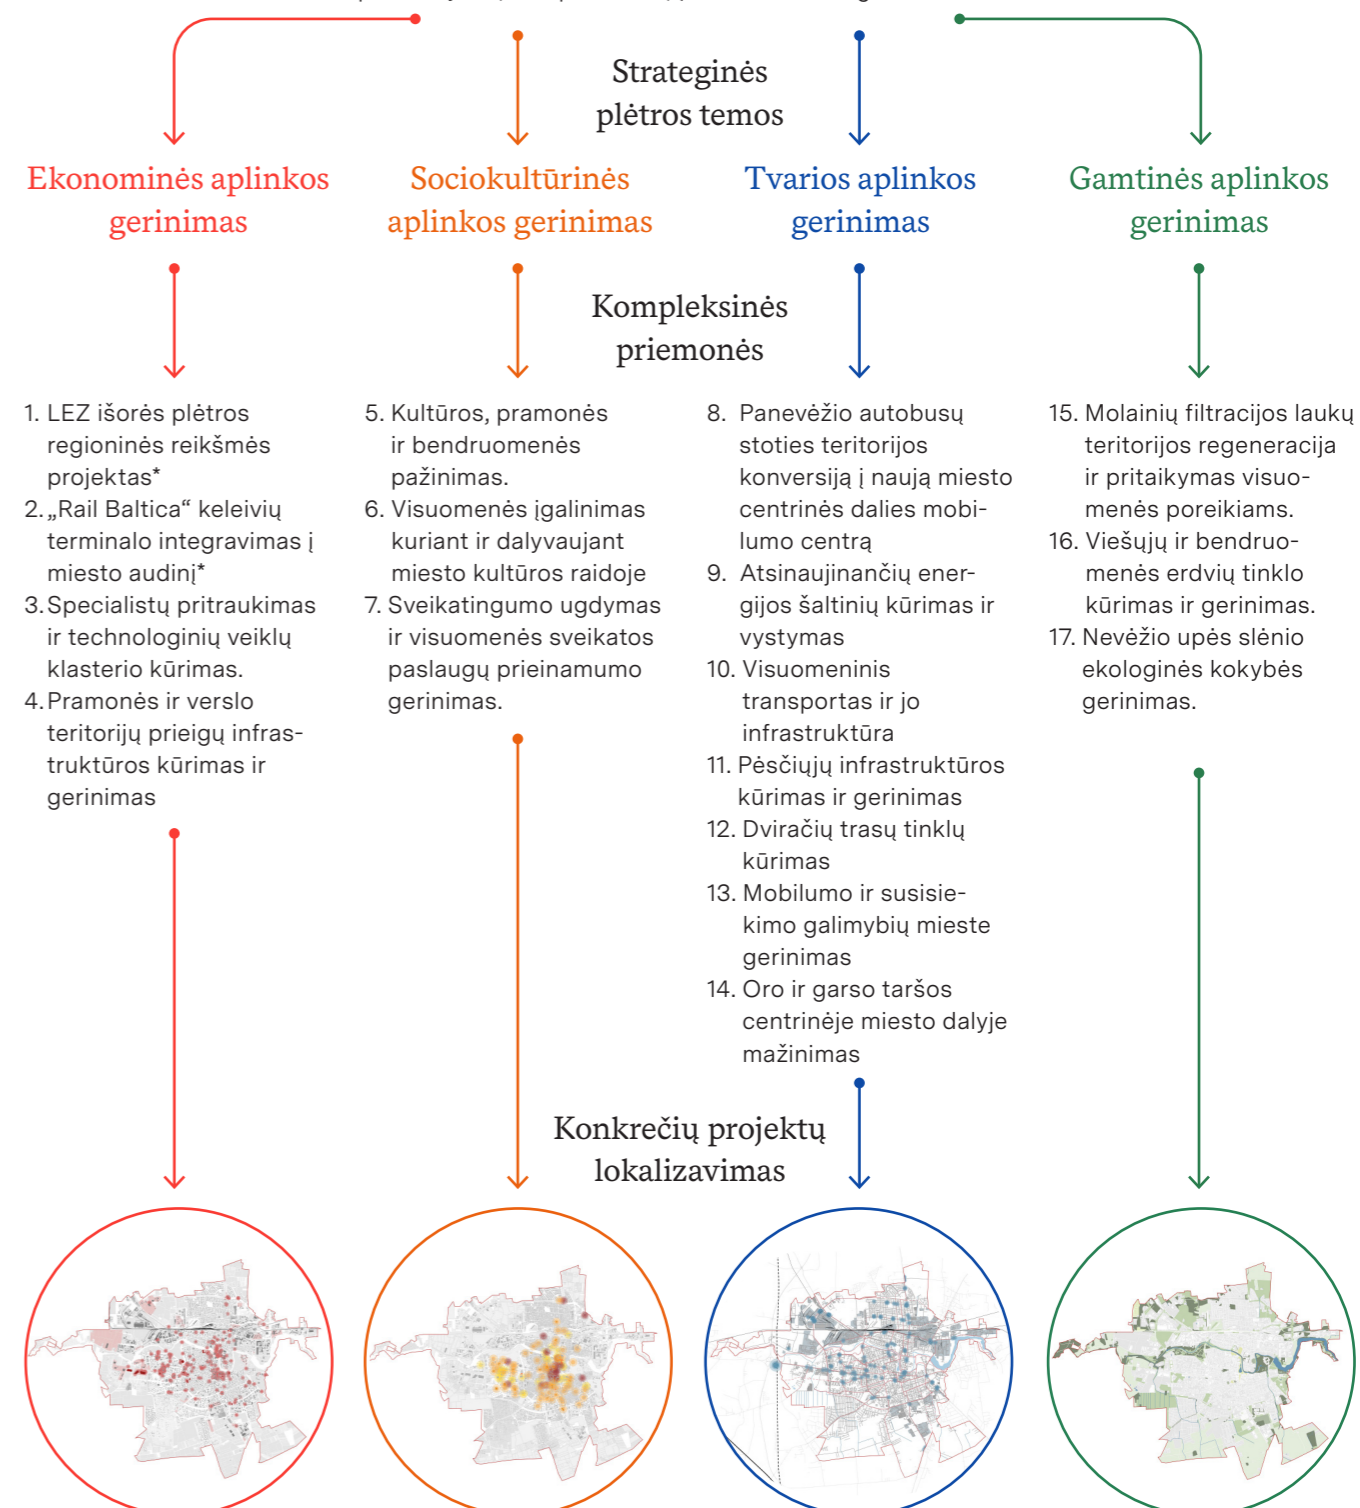 Strateginės
plėtros temos
Ekonominės aplinkos
gerinimas
Sociokultūrinės
aplinkos gerinimas
Tvarios aplinkos
gerinimas
Gamtinės aplinkos
gerinimas
Kompleksinės
priemonės
1. LEZ išorės plėtros
regioninės reikšmės
projektas*
2. „Rail Baltica“ keleivių
terminalo integravimas į
miesto audinį*
3. Specialistų pritraukimas
ir technologinių veiklų
klasterio kūrimas.
4. Pramonės ir verslo
teritorijų prieigų infras-
truktūros kūrimas ir
gerinimas
5. Kultūros, pramonės
ir bendruomenės
pažinimas.
6. Visuomenės įgalinimas
kuriant ir dalyvaujant
miesto kultūros raidoje
7. Sveikatingumo ugdymas
ir visuomenės sveikatos
paslaugų prieinamumo
gerinimas.
8. Panevėžio autobusų
stoties teritorijos
konversiją į naują miesto
centrinės dalies mobi-
lumo centrą
9. Atsinaujinančių ener-
gijos šaltinių kūrimas ir
vystymas
10. Visuomeninis
transportas ir jo
infrastruktūra
11. Pėsčiųjų infrastruktūros
kūrimas ir gerinimas
12. Dviračių trasų tinklų
kūrimas
13. Mobilumo ir susisie-
kimo galimybių mieste
gerinimas
14. Oro ir garso taršos
centrinėje miesto dalyje
mažinimas
15. Molainių filtracijos laukų
teritorijos regeneracija
ir pritaikymas visuo-
menės poreikiams.
16. Viešųjų ir bendruo-
menės erdvių tinklo
kūrimas ir gerinimas.
17. Nevėžio upės slėnio
ekologinės kokybės
gerinimas.
Konkrečių projektų
lokalizavimas